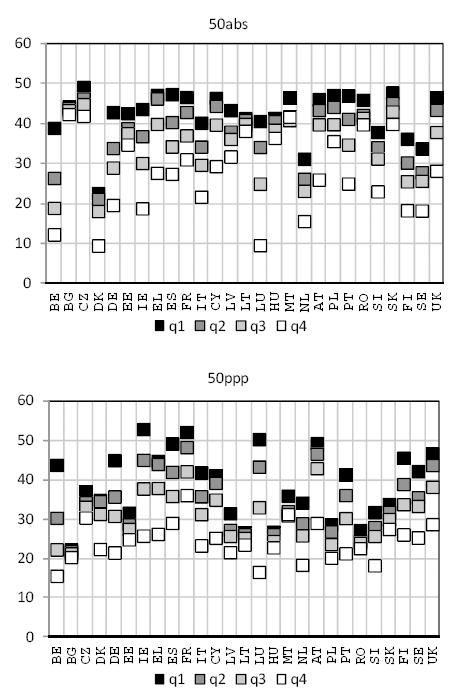 50abs
60
50
40
30
20
10
0
BE BG CZ DK DE EE IE EL ES FR IT CY LV LT LU HU MT NL AT PL PT RO SI SK FI SE UK
q1 q2 q3 q4
50ppp
60
50
40
30
20
10
0
BE BG CZ DK DE EE IE EL ES FR IT CY LV LT LU HU MT NL AT PL PT RO SI SK FI SE UK
q1 q2 q3 q4